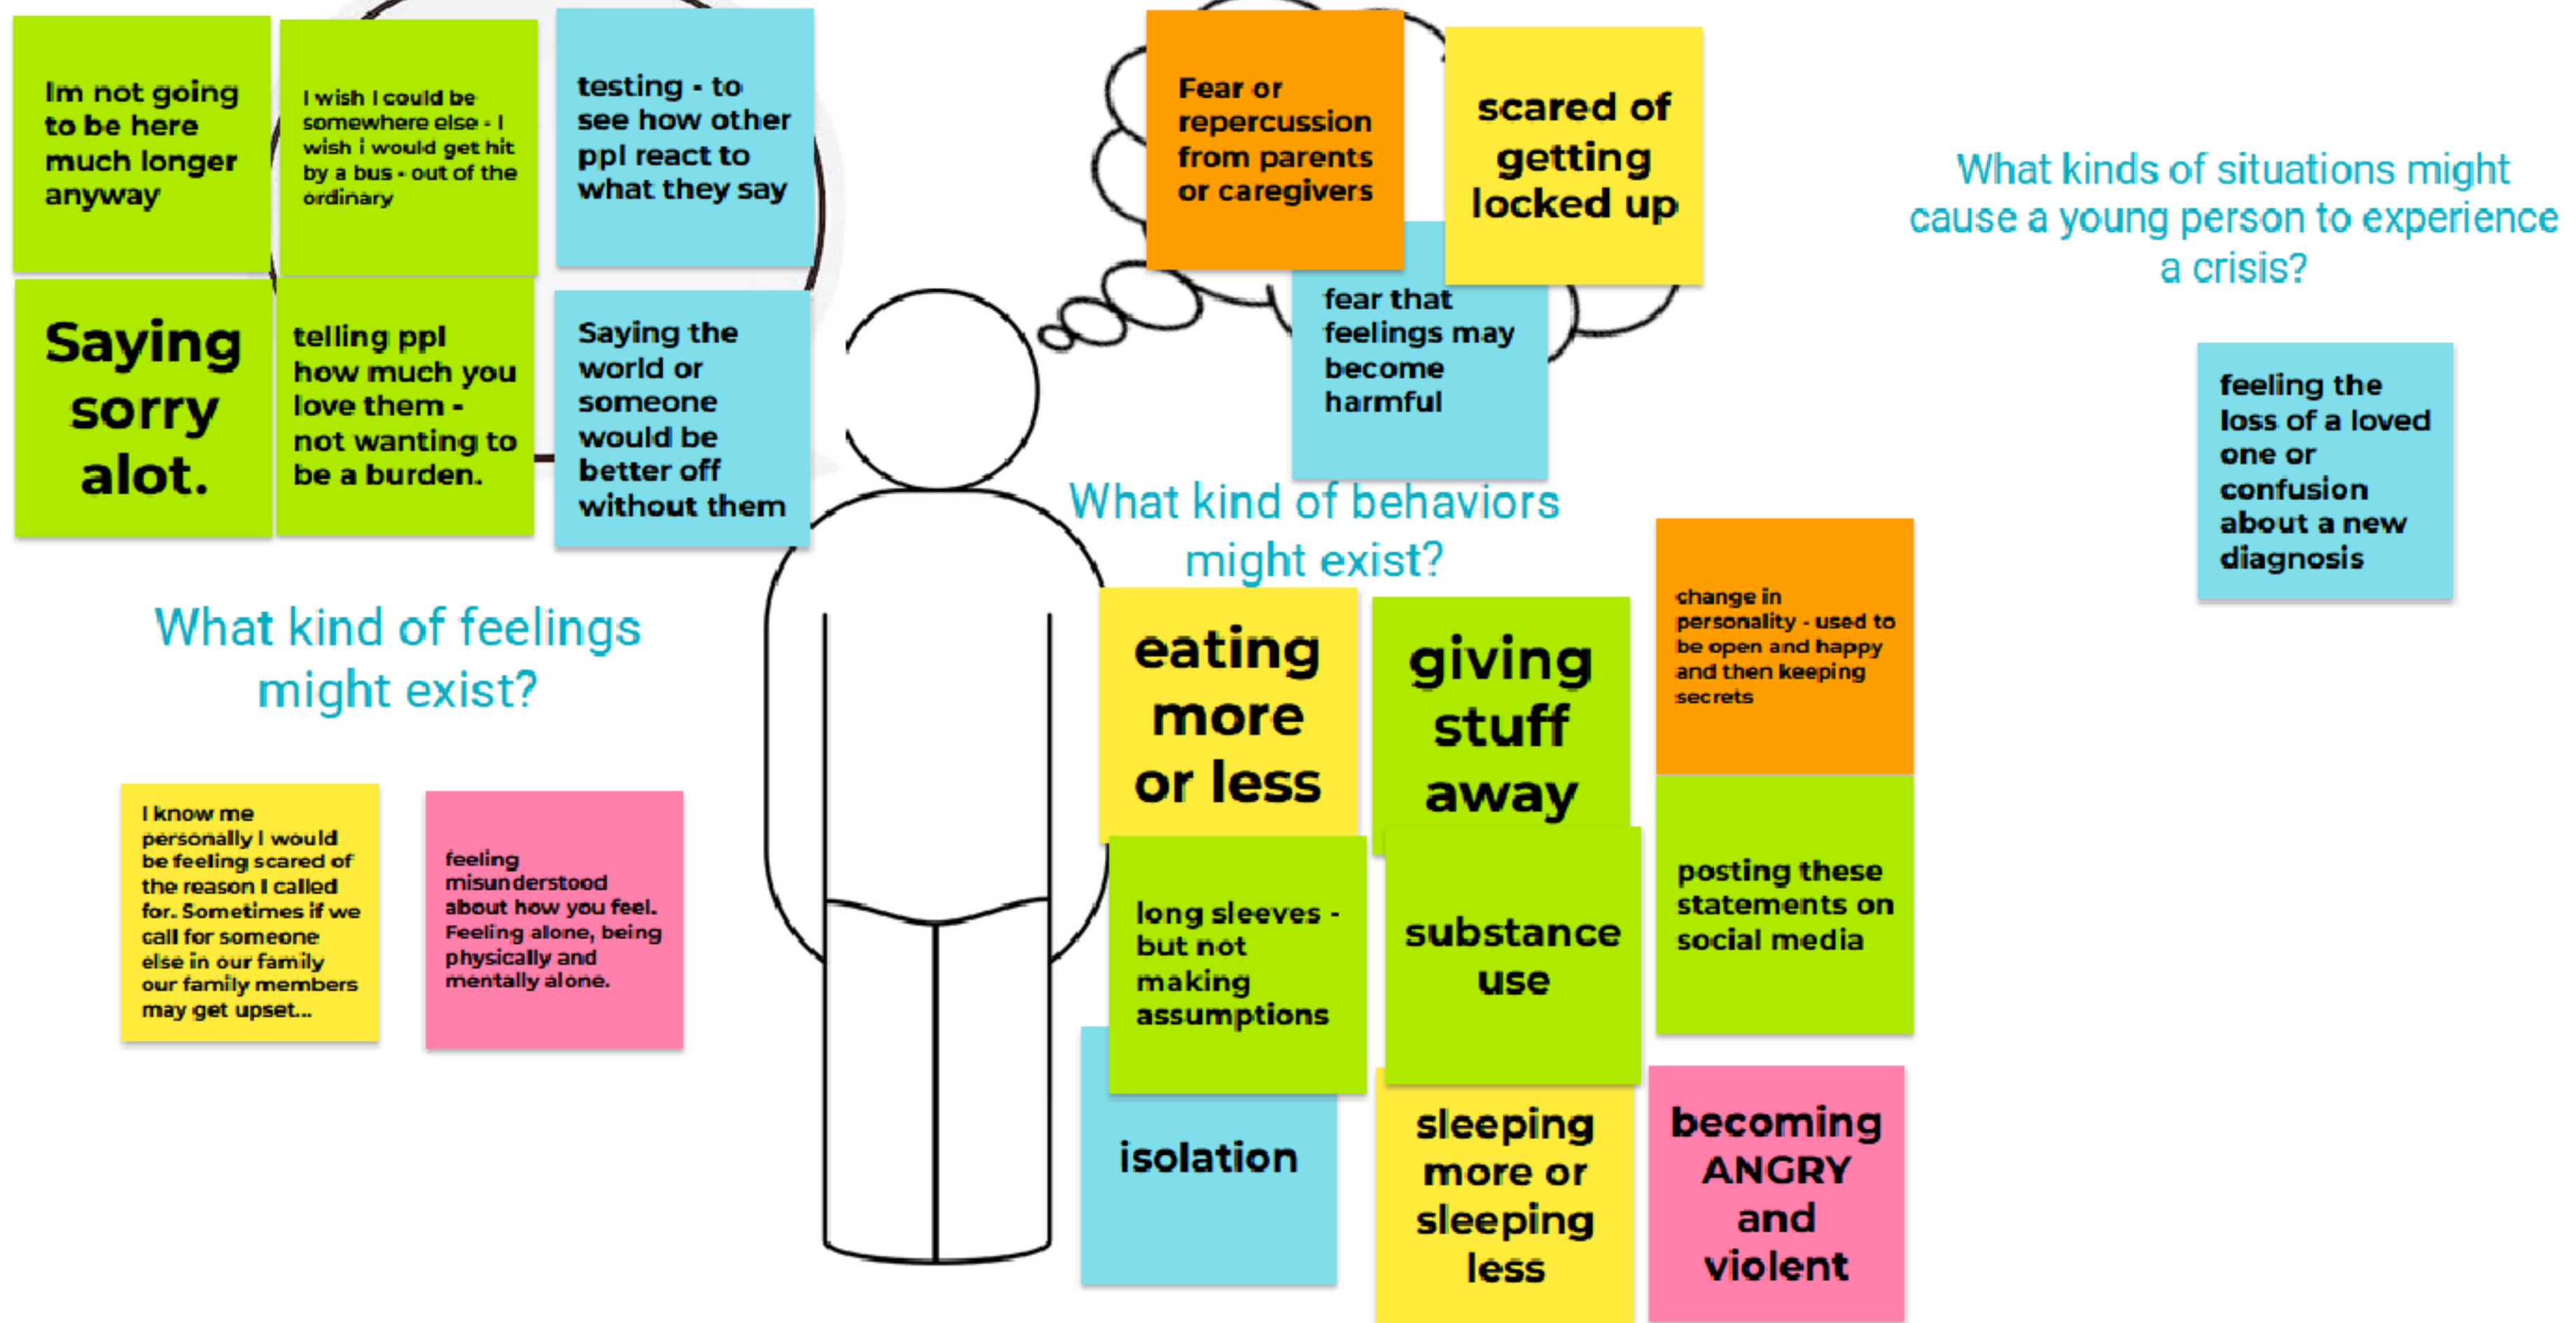 Im not going
to be here
much longer
anyway
I wish I could be
somewhere else - I
wish i would get hit
by a bus - out of the
ordinary
testing - to
see how other
ppl react to
what they say
Saying
sorry
alot.
telling ppl
how much you
love them -
not wanting to
be a burden.
Saying the
world or
someone
would be
better off
without them
Fear or
repercussion
from parents
or caregivers
scared of
getting
locked up
fear that
feelings may
become
harmful
What kinds of situations might
cause a young person to experience
a crisis?
feeling the
loss of a loved
one or
confusion
about a new
diagnosis
What kind of feelings
might exist?
I know me
personally I would
be feeling scared of
the reason I called
for. Sometimes if we
call for someone
else in our family
our family members
may get upset...
feeling
misunderstood
about how you feel.
Feeling alone, being
physically and
mentally alone.
What kind of behaviors
might exist?
eating
more
or less
giving
stuff
away
change in
personality - used to
be open and happy
and then keeping
secrets
long sleeves -
but not
making
assumptions
substance
use
posting these
statements on
social media
isolation
sleeping
more or
sleeping
less
becoming
ANGRY
and
violent